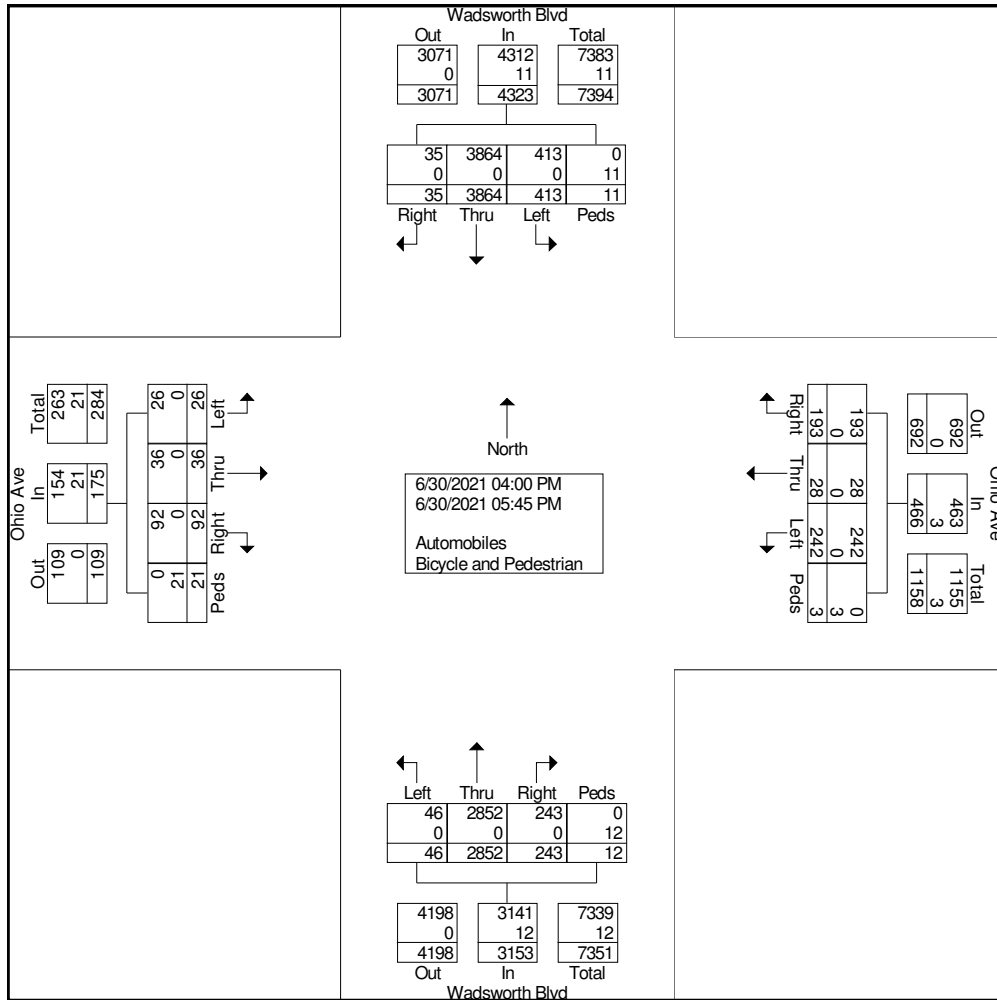 Wadsworth Blvd
Out In Total
3071 4312 7383
0 11 11
3071 4323 7394
35 3864 413 0
0 0 0 11
35 3864 413 11
Right Thru Left Peds
Ohio Ave
Total In Out
263 154 109
21 21 0
284 175 109
26 36 92 0
0 0 0 21
26 36 92 21
Left Thru Right Peds
North
6/30/2021 04:00 PM
6/30/2021 05:45 PM
Automobiles
Bicycle and Pedestrian
Right Thru Left Peds
193 28 242 3
0 0 0 3
193 28 242 0
692 466 1158
0 3 3
692 463 1155
Out In Total
Ohio Ave
Left Thru Right Peds
46 2852 243 0
0 0 0 12
46 2852 243 12
4198 3141 7339
0 12 12
4198 3153 7351
Out In Total
Wadsworth Blvd